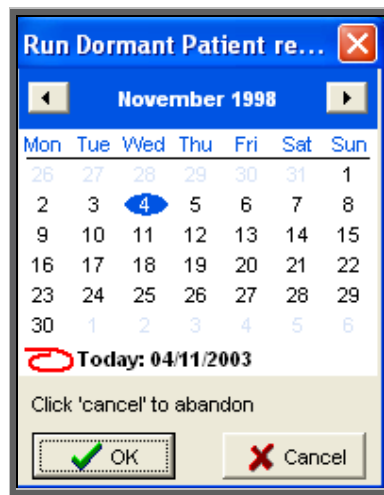 Run Dormant Patient re...
November 1998
Mon Tue Wed Thu Fri Sat Sun
26 27 28 29 30 31 1
2 3 4 5 6 7 8
9 10 11 12 13 14 15
16 17 18 19 20 21 22
23 24 25 26 27 28 29
30 1 2 3 4 5 6
Today: 04/11/2003
Click 'cancel' to abandon
OK Cancel